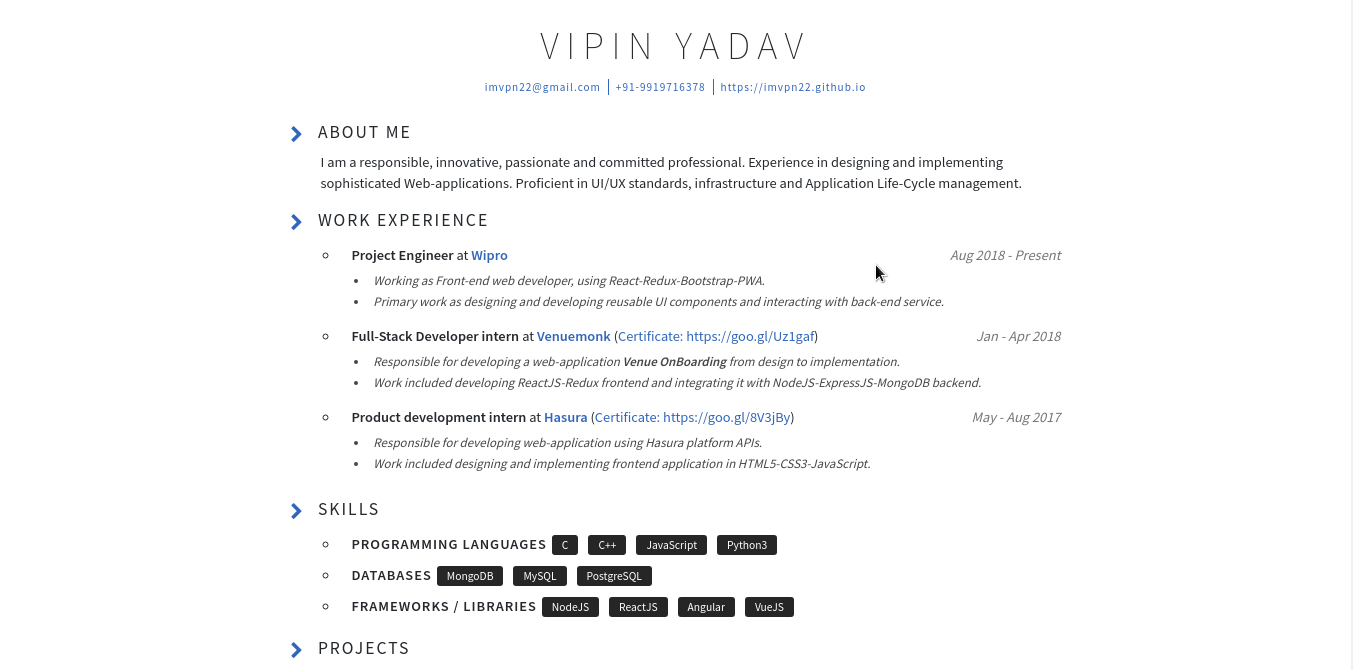 VIPIN YADAV
imvpn22@gmail.com | +91-9919716378 | https://imvpn22.github.io
ABOUT ME
I am a responsible, innovative, passionate and committed professional. Experience in designing and implementing
sophisticated Web-applications. Proficient in UI/UX standards, infrastructure and Application Life-Cycle management.
WORK EXPERIENCE
Project Engineer at Wipro Aug 2018 - Present
Working as Front-end web developer, using React-Redux-Bootstrap-PWA.
Primary work as designing and developing reusable UI components and interacting with back-end service.
Full-Stack Developer intern at Venuemonk (Certificate: https://goo.gl/Uz1gaf) Jan - Apr 2018
Responsible for developing a web-application Venue OnBoarding from design to implementation.
Work included developing ReactJS-Redux frontend and integrating it with NodeJS-ExpressJS-MongoDB backend.
Product development intern at Hasura (Certificate: https://goo.gl/8V3jBy) May - Aug 2017
Responsible for developing web-application using Hasura platform APIs.
Work included designing and implementing frontend application in HTML5-CSS3-JavaScript.
SKILLS
PROGRAMMING LANGUAGES C C++ JavaScript Python3
DATABASES MongoDB MySQL PostgreSQL
FRAMEWORKS / LIBRARIES NodeJS ReactJS Angular VueJS
PROJECTS